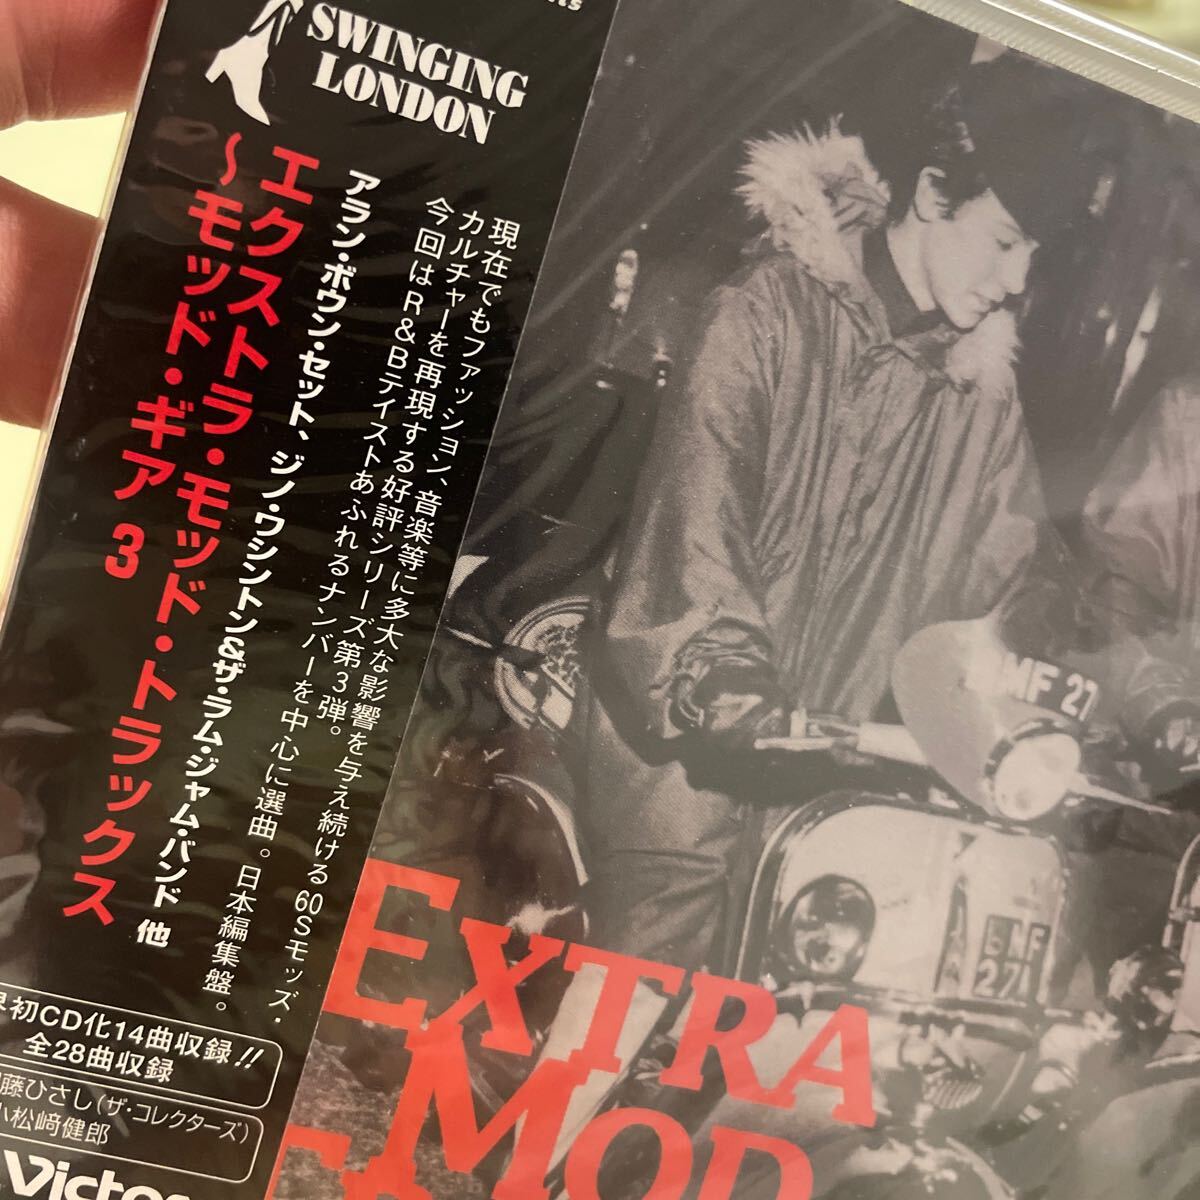 SWINGING
LONDON
現在でもファッション、音楽等に多大な影響を与え続ける60Sモッズ・
カルチャーを再現する好評シリーズ第3弾。
今回はR&Bテイストあふれるナンバーを中心に選曲。日本編集盤。
アラン・ボウン・セット、ジノ・ワシントン&ザ・ラム・ジャム・バンド 他
エクストラ・モッド・トラックス
～モッド・ギア 3
初CD化14曲収録!!
全28曲収録
藤ひさし(ザ・コレクターズ)
小松﨑健郎
Victor
EXTRA
MOD
MF 27